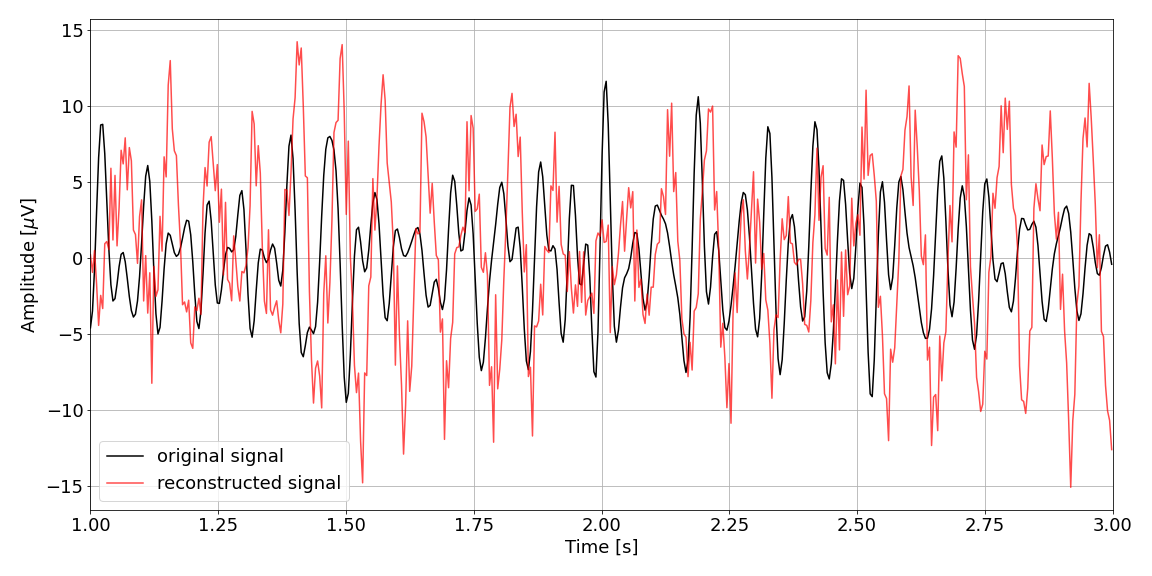 15
10
5
0
−5
−10
−15
Amplitude [μV]
original signal
reconstructed signal
1.00 1.25 1.50 1.75 2.00 2.25 2.50 2.75 3.00
Time [s]